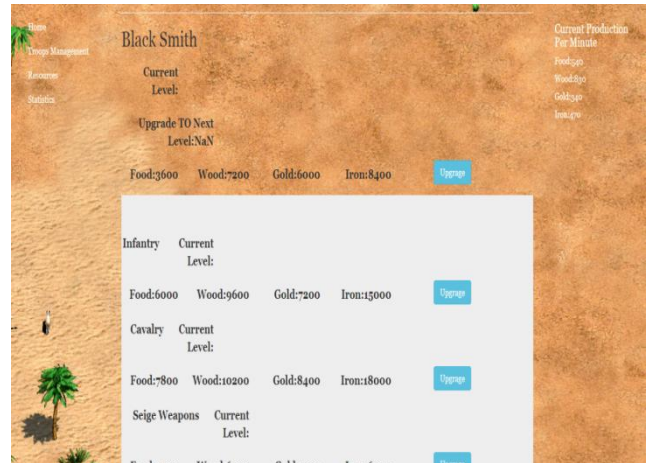 Home
Troops Management
Resources
Statistics
Black Smith
Current
Level:
Upgrade TO Next
Level:NaN
Food:3600 Wood:7200 Gold:6000 Iron:8400 Upgrage
Infantry Current
Level:
Food:6000 Wood:9600 Gold:7200 Iron:15000 Upgrage
Cavalry Current
Level:
Food:7800 Wood:10200 Gold:8400 Iron:18000 Upgrage
Seige Weapons Current
Level:
Current Production
Per Minute
Food:540
Wood:830
Gold:340
Iron:470